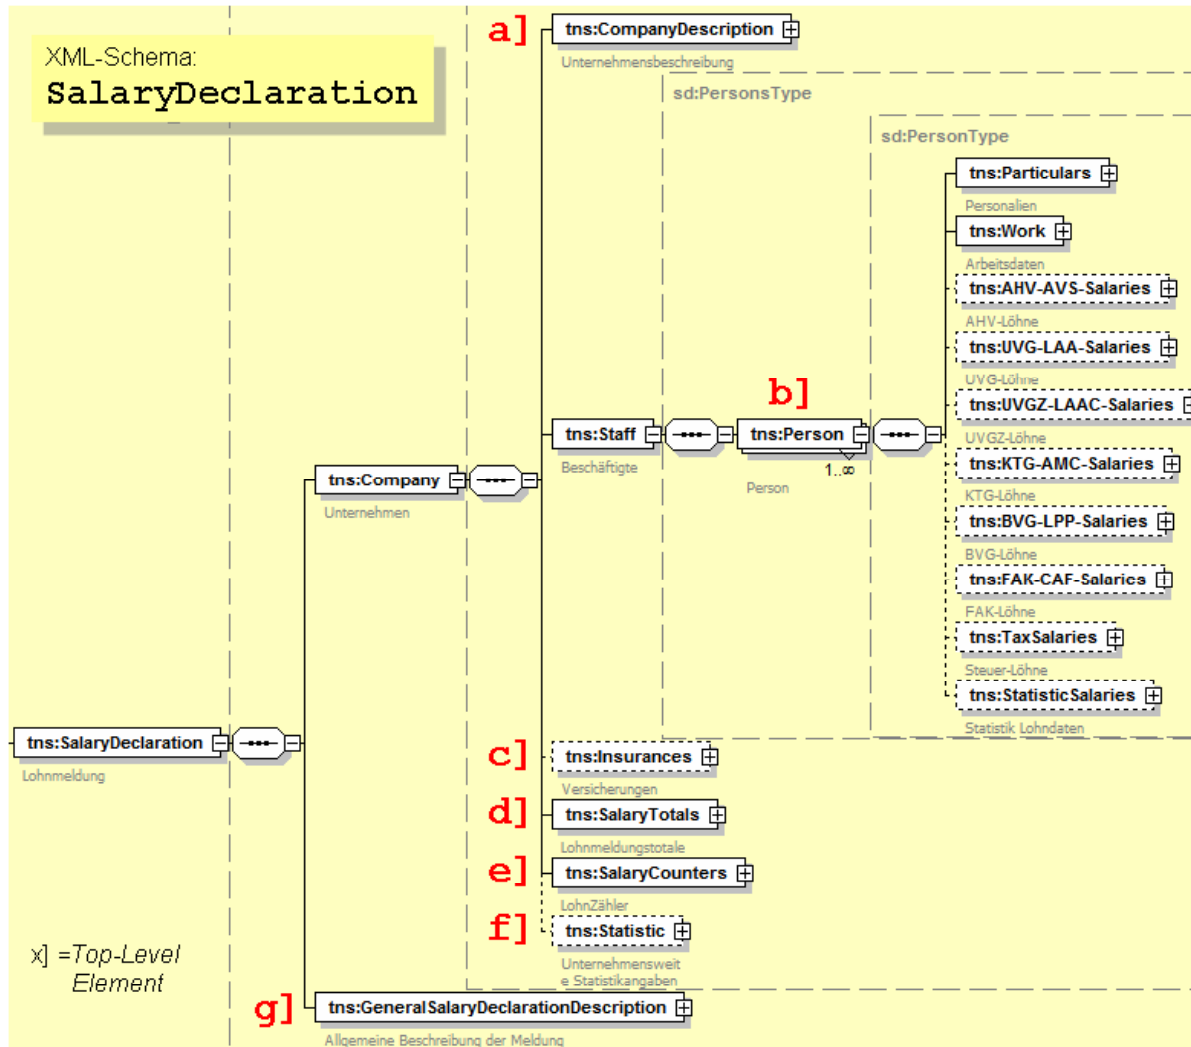 XML-Schema:
SalaryDeclaration
a] tns:CompanyDescription
Unternehmensbeschreibung
sd:PersonsType
sd:PersonType
tns:Particulars
Personalien
tns:Work
Arbeitsdaten
tns:AHV-AVS-Salaries
AHV-Löhne
tns:UVG-LAA-Salaries
UVG-Löhne
b]
tns:UVGZ-LAAC-Salaries
UVGZ-Löhne
tns:Staff
Beschäftigte
tns:Person
1..∞
Person
tns:KTG-AMC-Salaries
KTG-Löhne
tns:Company
Unternehmen
tns:BVG-LPP-Salaries
BVG-Löhne
tns:FAK-CAF-Salaries
FAK-Löhne
tns:TaxSalaries
Steuer-Löhne
tns:StatisticSalaries
Statistik Lohndaten
tns:SalaryDeclaration
Lohnmeldung
c] tns:Insurances
Versicherungen
d] tns:SalaryTotals
Lohnmeldungstotale
e] tns:SalaryCounters
LohnZähler
f] tns:Statistic
Unternehmensweit
e Statistikangaben
x] =Top-Level
Element
g] tns:GeneralSalaryDeclarationDescription
Allgemeine Beschreibung der Meldung